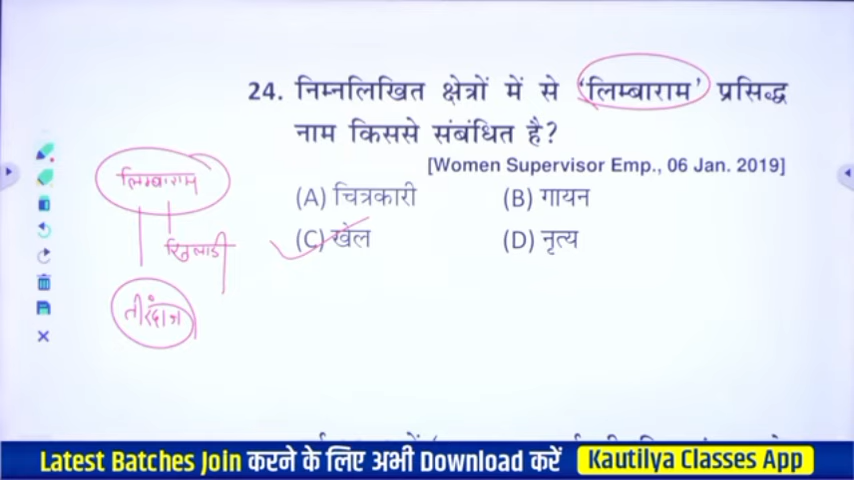 24. निम्नलिखित क्षेत्रों में से 'लिम्बाराम' प्रसिद्ध
नाम किससे संबंधित है?
[Women Supervisor Emp., 06 Jan. 2019]
(A) चित्रकारी (B) गायन
(C) खेल (D) नृत्य
लिम्बाराम
खिलाडी
Latest Batches Join करने के लिए अभी Download करें Kautilya Classes App